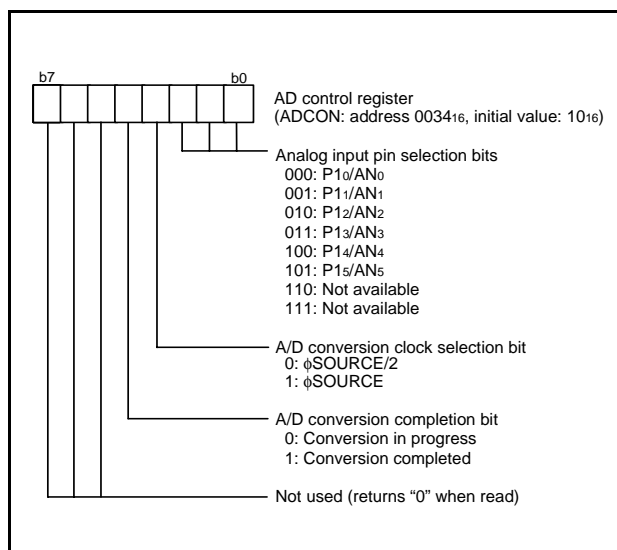 b7 b0
AD control register
(ADCON: address 003416, initial value: 1016)
Analog input pin selection bits
000: P10/AN0
001: P11/AN1
010: P12/AN2
011: P13/AN3
100: P14/AN4
101: P15/AN5
110: Not available
111: Not available
A/D conversion clock selection bit
0: ϕSOURCE/2
1: ϕSOURCE
A/D conversion completion bit
0: Conversion in progress
1: Conversion completed
Not used (returns “0” when read)